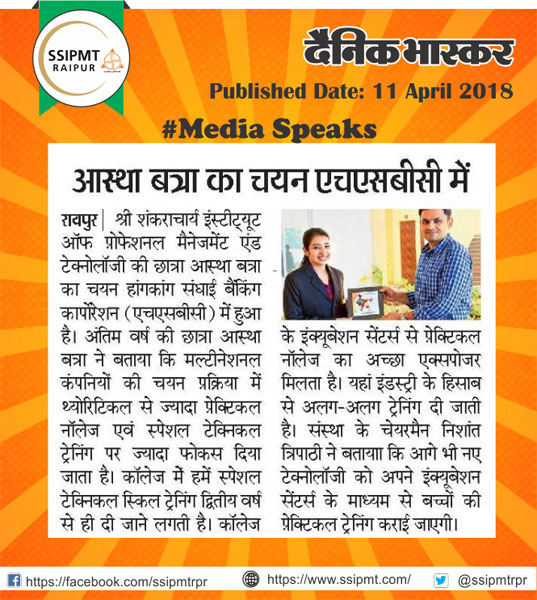 SSIPMT
RAIPUR
दैनिक भास्कर
Published Date: 11 April 2018
#Media Speaks
आस्था बत्रा का चयन एचएसबीसी में
रायपुर | श्री शंकराचार्य इंस्टीट्यूट
ऑफ प्रोफेशनल मैनेजमेंट एंड
टेक्नोलॉजी की छात्रा आस्था बत्रा
का चयन हांगकांग संधाई बैंकिंग
कार्पोरेशन (एचएसबीसी) में हुआ
है। अंतिम वर्ष की छात्रा आस्था
बत्रा ने बताया कि मल्टीनेशनल
कंपनियों की चयन प्रक्रिया में
थ्योरिटिकल से ज्यादा प्रेक्टिकल
नॉलेज एवं स्पेशल टेक्निकल
ट्रेनिंग पर ज्यादा फोकस दिया
जाता है। कॉलेज में हमें स्पेशल
टेक्निकल स्किल ट्रेनिंग द्वितीय वर्ष
से ही दी जाने लगती है। कॉलेज
के इंक्यूबेशन सेंटर्स से प्रेक्टिकल
नॉलेज का अच्छा एक्सपोजर
मिलता है। यहां इंडस्ट्री के हिसाब
से अलग-अलग ट्रेनिंग दी जाती
है। संस्था के चेयरमैन निशांत
त्रिपाठी ने बतायाा कि आगे भी नए
टेक्नोलॉजी को अपने इंक्यूबेशन
सेंटर्स के माध्यम से बच्चों की
प्रेक्टिकल ट्रेनिंग कराई जाएगी।
https://facebook.com/ssipmtrpr
https://www.ssipmt.com/
@ssipmtrpr